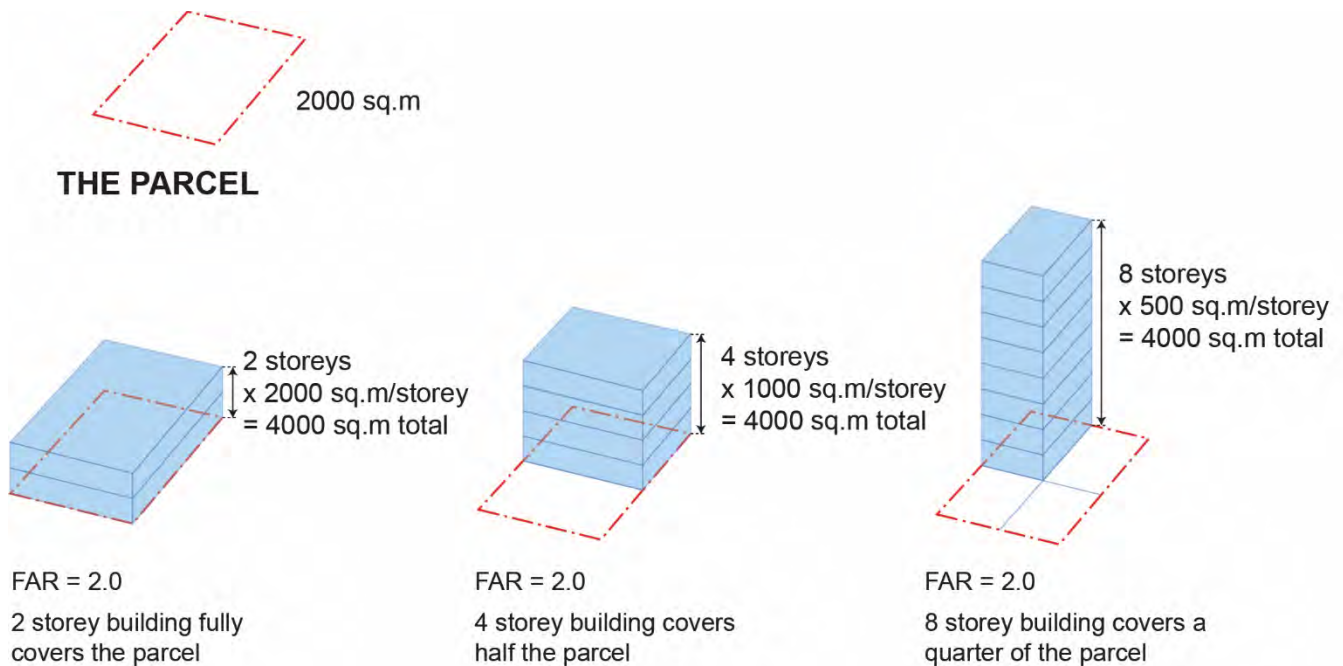 2000 sq.m
THE PARCEL
2 storeys
x 2000 sq.m/storey
= 4000 sq.m total
FAR = 2.0
2 storey building fully
covers the parcel
4 storeys
x 1000 sq.m/storey
= 4000 sq.m total
FAR = 2.0
4 storey building covers
half the parcel
8 storeys
x 500 sq.m/storey
= 4000 sq.m total
FAR = 2.0
8 storey building covers a
quarter of the parcel